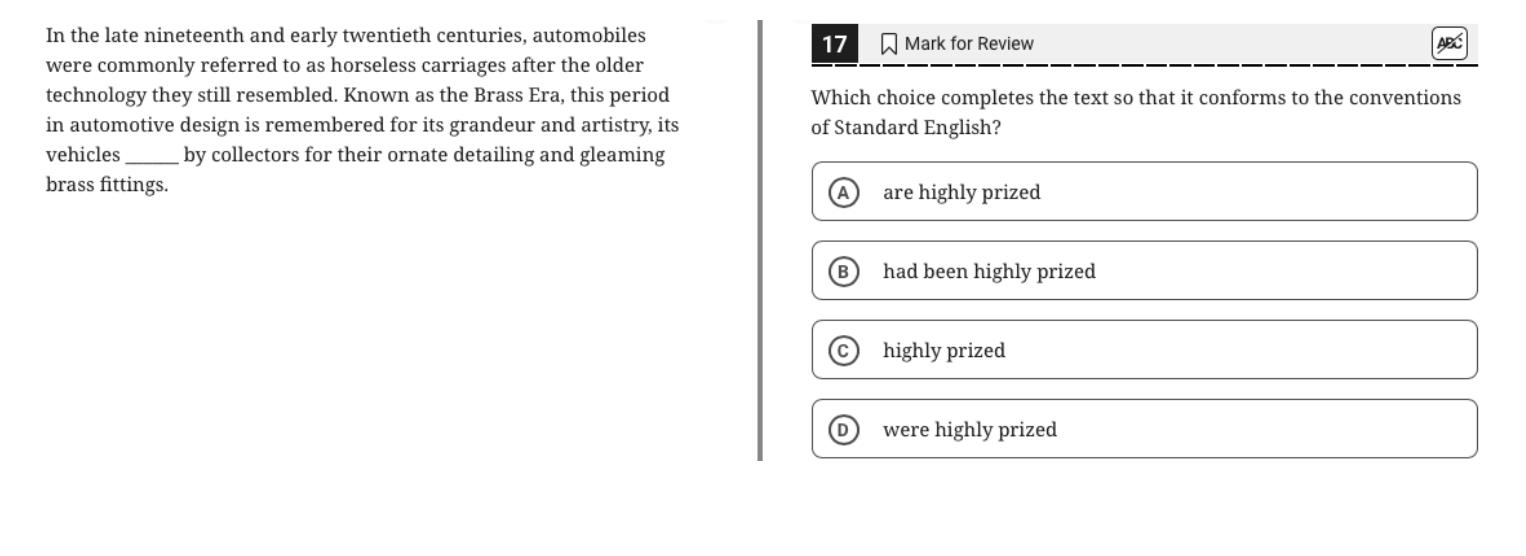 In the late nineteenth and early twentieth centuries, automobiles
were commonly referred to as horseless carriages after the older
technology they still resembled. Known as the Brass Era, this period
in automotive design is remembered for its grandeur and artistry, its
vehicles _____ by collectors for their ornate detailing and gleaming
brass fittings.
17 Mark for Review ABC
Which choice completes the text so that it conforms to the conventions
of Standard English?
A are highly prized
B had been highly prized
C highly prized
D were highly prized